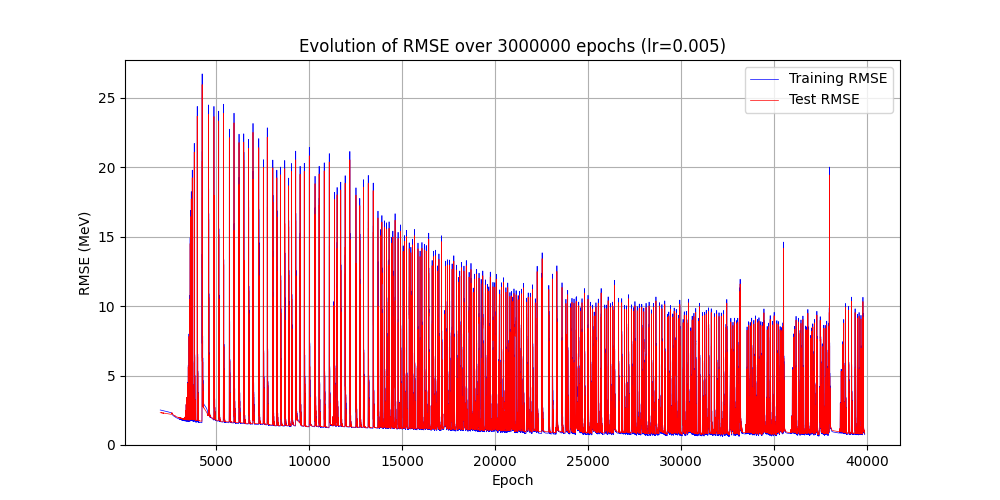 Evolution of RMSE over 3000000 epochs (lr=0.005)
Training RMSE
Test RMSE
RMSE (MeV)
25
20
15
10
5
0
5000 10000 15000 20000 25000 30000 35000 40000
Epoch